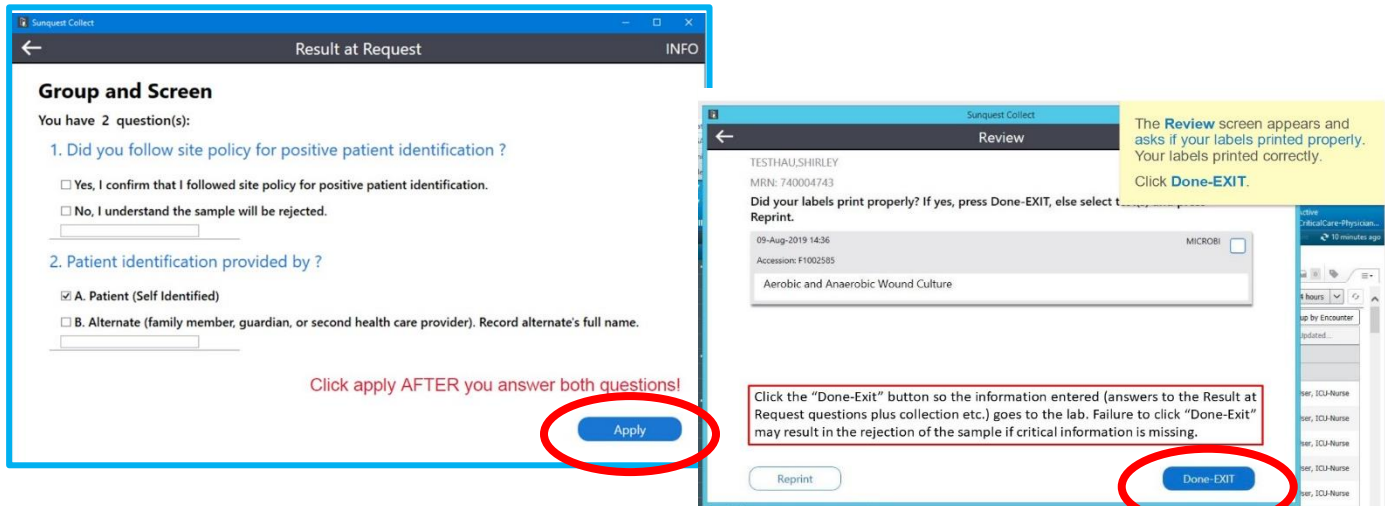 Sunquest Collect
Result at Request
INFO
Group and Screen
You have 2 question(s):
1. Did you follow site policy for positive patient identification ?
Yes, I confirm that I followed site policy for positive patient identification.
No, I understand the sample will be rejected.
2. Patient identification provided by ?
A. Patient (Self Identified)
B. Alternate (family member, guardian, or second health care provider). Record alternate's full name.
Click apply AFTER you answer both questions!
Apply
Sunquest Collect
Review
The Review screen appears and
asks if your labels printed properly.
Your labels printed correctly.
Click Done-EXIT.
TESTHAU,SHIRLEY
MRN: 740004743
Did your labels print properly? If yes, press Done-EXIT, else select
Reprint.
09-Aug-2019 14:36
MICROBI
Accession: F1002585
Aerobic and Anaerobic Wound Culture
Click the “Done-Exit” button so the information entered (answers to the Result at
Request questions plus collection etc.) goes to the lab. Failure to click “Done-Exit”
may result in the rejection of the sample if critical information is missing.
Reprint
Done-EXIT
CriticalCare-Physician...
10 minutes ago
hours
up by Encounter
ser, ICU-Nurse
ser, ICU-Nurse
ser, ICU-Nurse
ser, ICU-Nurse
ser, ICU-Nurse